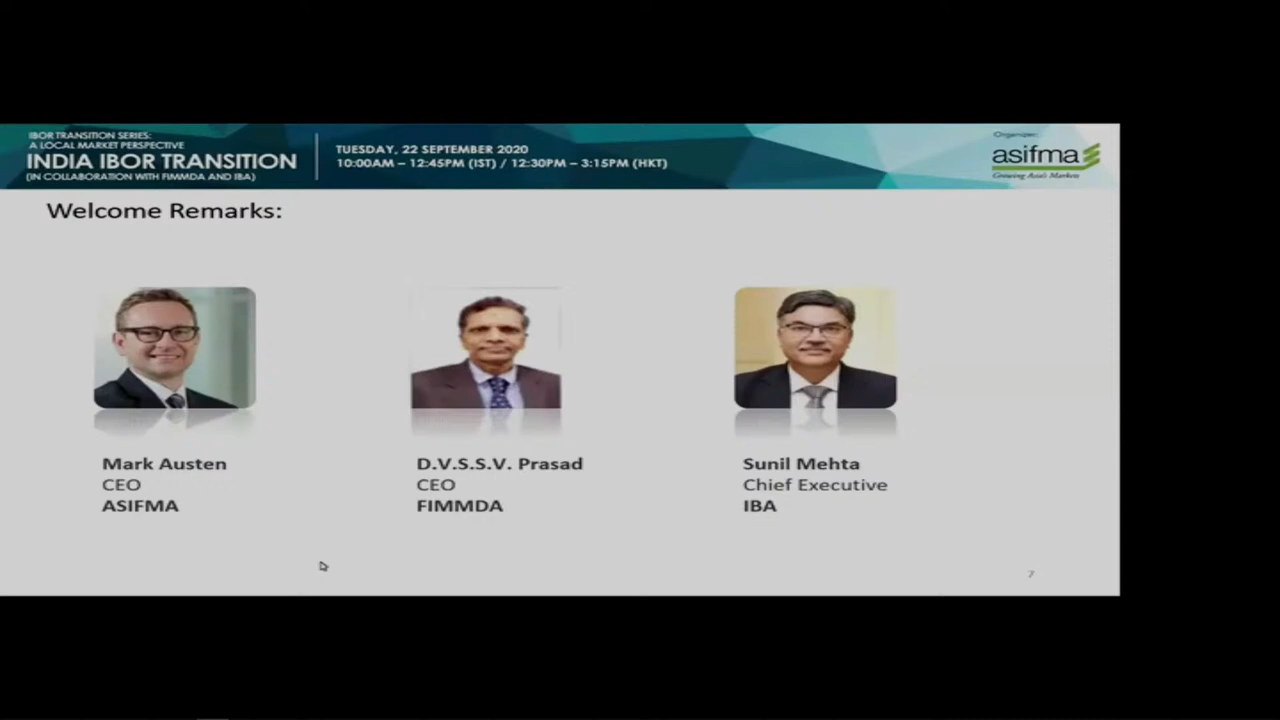 IBOR TRANSITION SERIES:
A LOCAL MARKET PERSPECTIVE
INDIA IBOR TRANSITION
(IN COLLABORATION WITH FIMMDA AND IBA)
TUESDAY, 22 SEPTEMBER 2020
10:00AM – 12:45PM (IST) / 12:30PM – 3:15PM (HKT)
Organizer:
asifma
Growing Asia's Markets
Welcome Remarks:
Mark Austen
CEO
ASIFMA
D.V.S.S.V. Prasad
CEO
FIMMDA
Sunil Mehta
Chief Executive
IBA
7